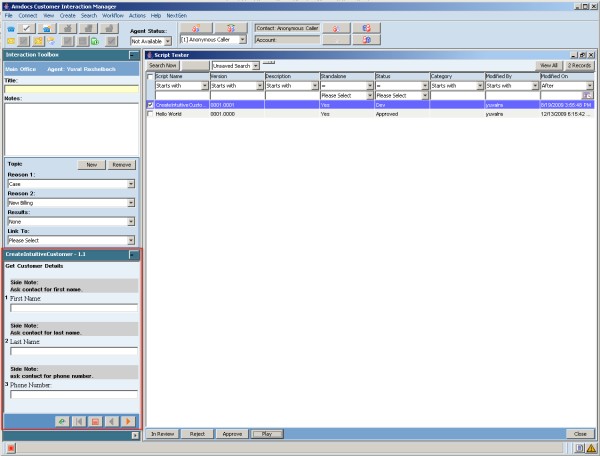 Amdocs Customer Interaction Manager
File Connect View Create Search Workflow Actions Help NextGen
Agent Status:
Not Available
[1] Anonymous Caller
Contact: Anonymous Caller
Account:
Interaction Toolbox
Main Office Agent: Yuval Rachelbach
Title:
Notes:
Topic New Remove
Reason 1:
Case
Reason 2:
New Billing
Results:
None
Link To:
Please Select
CreateIntuitiveCustomer - 1.1
Get Customer Details
Side Note:
Ask contact for first name.
1 First Name:
Side Note:
Ask contact for last name.
2 Last Name:
Side Note:
ask contact for phone number.
3 Phone Number:
Script Tester
Search Now Unsaved Search View All 2 Records
Script Name Version Description Standalone Status Category Modified By Modified On
Starts with Starts with Starts with = = Starts with Starts with After
Please Select Please Select
CreateIntuitiveCusto... 0001.0001 Yes Dev yswalms 8/19/2009 3:55:48 PM
Hello World 0001.0000 Yes Approved yswalms 12/13/2009 6:15:42 ...
In Review Reject Approve Play Close